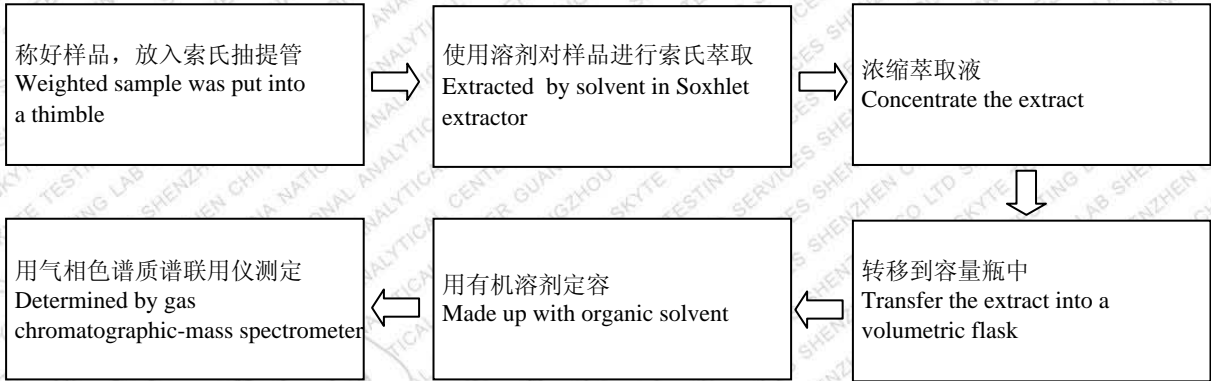 称好样品，放入索氏抽提管
Weighted sample was put into
a thimble
使用溶剂对样品进行索氏萃取
Extracted by solvent in Soxhlet
extractor
浓缩萃取液
Concentrate the extract
转移到容量瓶中
Transfer the extract into a
volumetric flask
用有机溶剂定容
Made up with organic solvent
用气相色谱质谱联用仪测定
Determined by gas
chromatographic-mass spectrometer